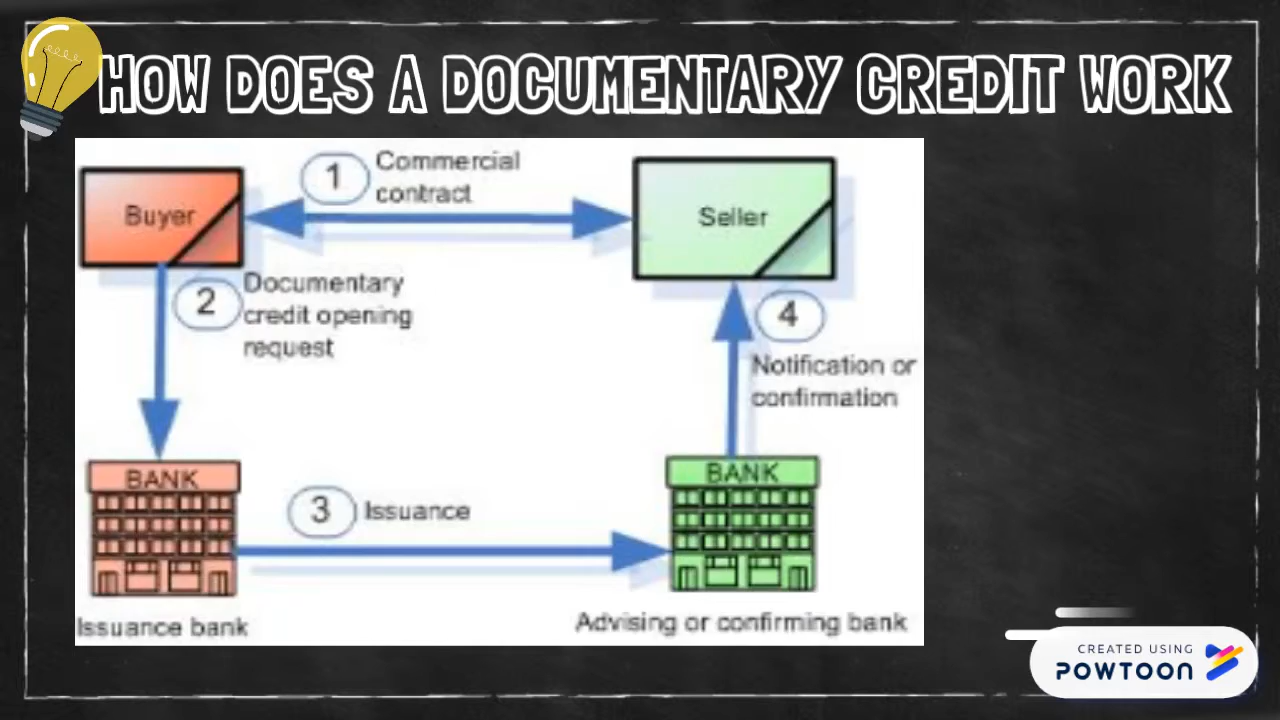 HOW DOES A DOCUMENTARY CREDIT WORK
1
Commercial
contract
Buyer
Seller
2
Documentary
credit opening
request
4
Notification or
confirmation
BANK
BANK
3
Issuance
Issuance bank
Advising or confirming bank
CREATED USING
POWTOON